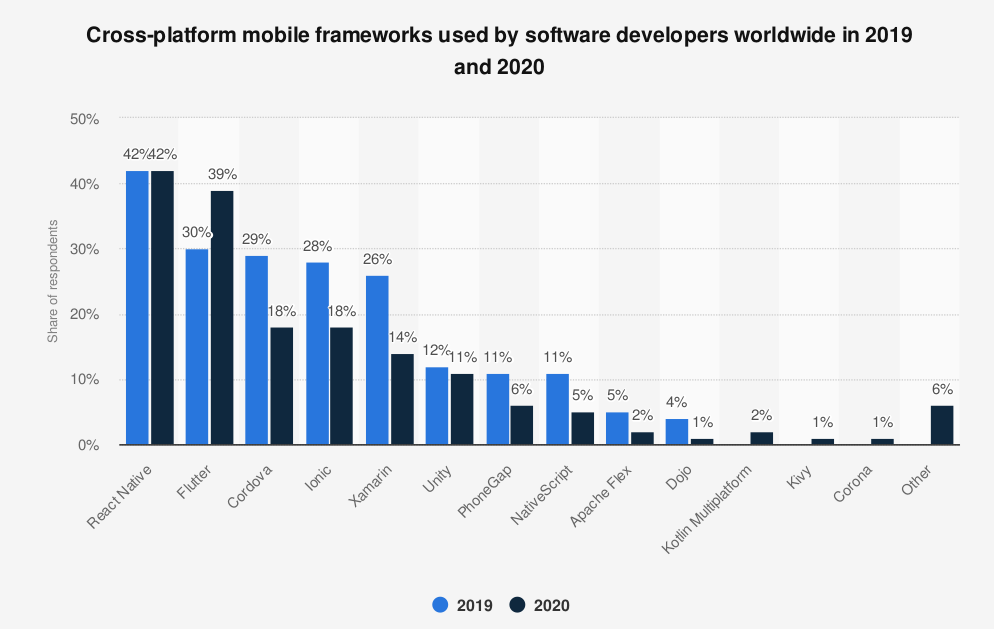 Cross-platform mobile frameworks used by software developers worldwide in 2019
and 2020
Share of respondents
50%
40%
30%
20%
10%
0%
42% 42%
30% 39%
29% 18%
28% 18%
26% 14%
12% 11%
11% 6%
11% 5%
5% 2%
4% 1%
2%
1%
1%
6%
React Native
Flutter
Cordova
Ionic
Xamarin
Unity
PhoneGap
NativeScript
Apache Flex
Dojo
Kotlin Multiplatform
Kivy
Corona
Other
2019 2020